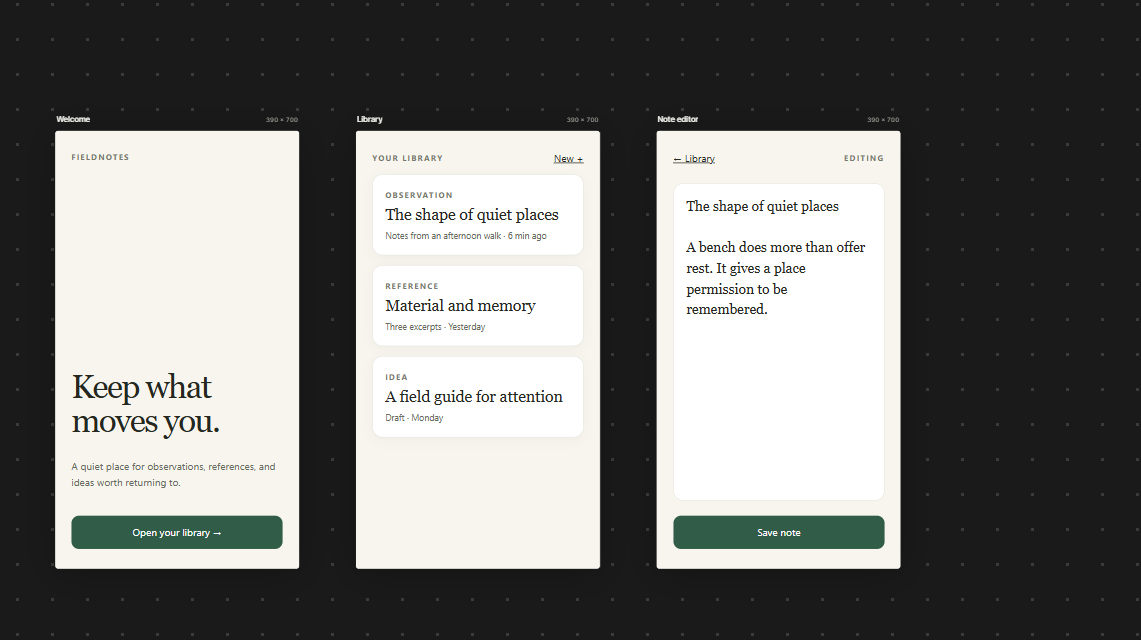 Welcome 390 × 700
FIELDNOTES
Keep what
moves you.
A quiet place for observations, references, and
ideas worth returning to.
Open your library →
Library 390 × 700
YOUR LIBRARY New +
OBSERVATION
The shape of quiet places
Notes from an afternoon walk · 6 min ago
REFERENCE
Material and memory
Three excerpts · Yesterday
IDEA
A field guide for attention
Draft · Monday
Note editor 390 × 700
← Library EDITING
The shape of quiet places
A bench does more than offer
rest. It gives a place
permission to be
remembered.
Save note